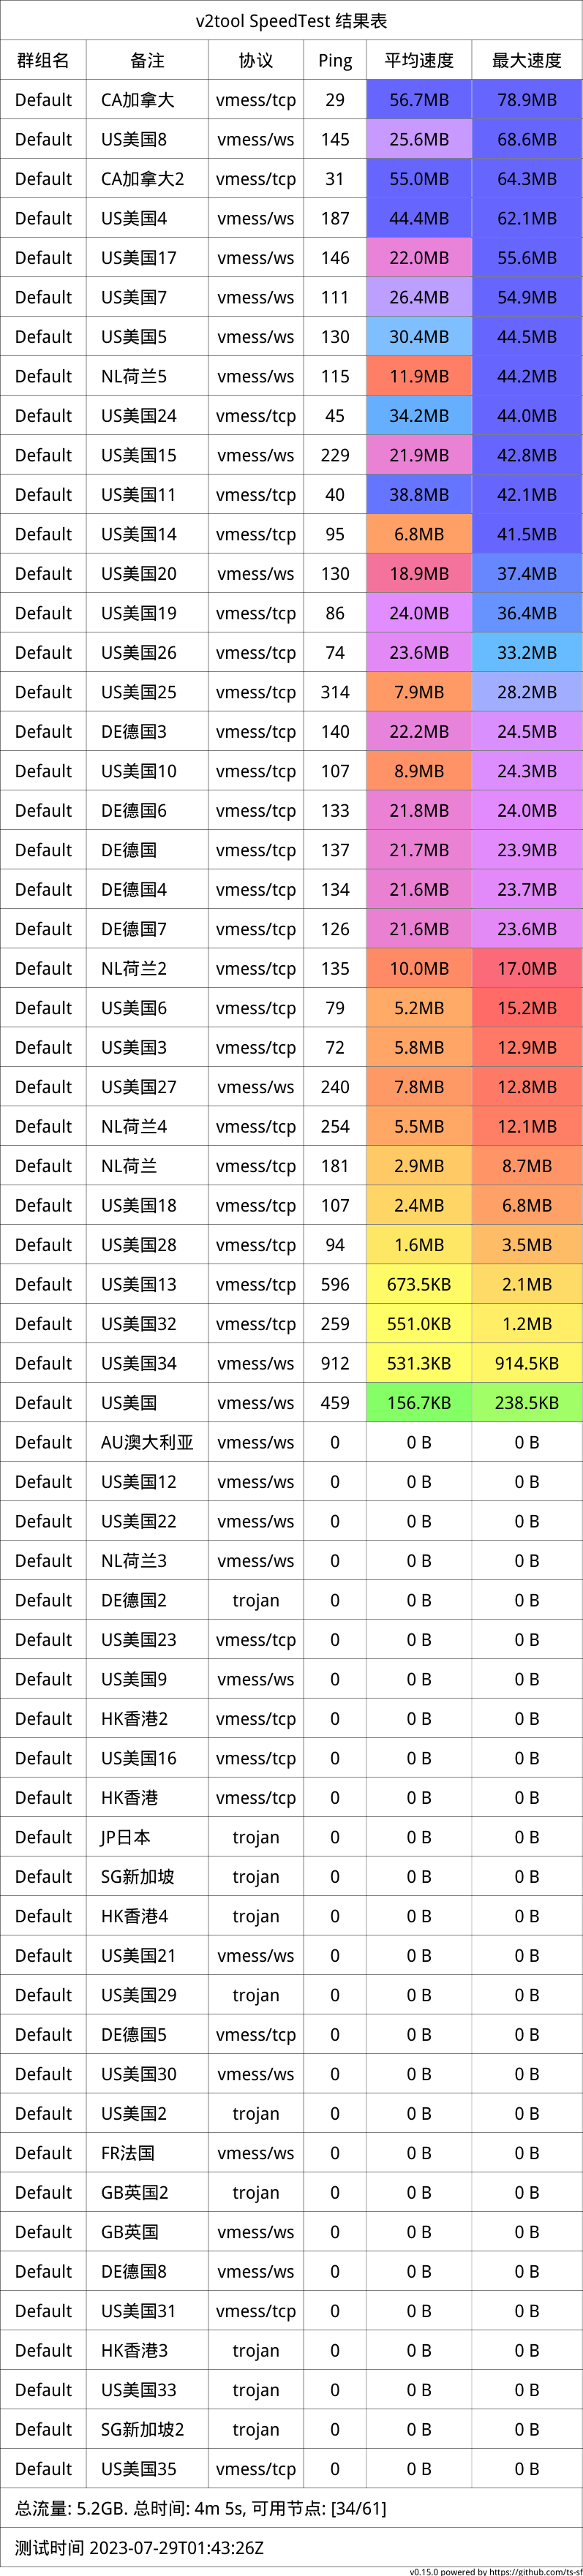 v2tool SpeedTest 结果表
群组名 备注 协议 Ping 平均速度 最大速度
Default CA加拿大 vmess/tcp 29 56.7MB 78.9MB
Default US美国8 vmess/ws 145 25.6MB 68.6MB
Default CA加拿大2 vmess/tcp 31 55.0MB 64.3MB
Default US美国4 vmess/ws 187 44.4MB 62.1MB
Default US美国17 vmess/ws 146 22.0MB 55.6MB
Default US美国7 vmess/ws 111 26.4MB 54.9MB
Default US美国5 vmess/ws 130 30.4MB 44.5MB
Default NL荷兰5 vmess/ws 115 11.9MB 44.2MB
Default US美国24 vmess/tcp 45 34.2MB 44.0MB
Default US美国15 vmess/ws 229 21.9MB 42.8MB
Default US美国11 vmess/tcp 40 38.8MB 42.1MB
Default US美国14 vmess/tcp 95 6.8MB 41.5MB
Default US美国20 vmess/ws 130 18.9MB 37.4MB
Default US美国19 vmess/tcp 86 24.0MB 36.4MB
Default US美国26 vmess/tcp 74 23.6MB 33.2MB
Default US美国25 vmess/tcp 314 7.9MB 28.2MB
Default DE德国3 vmess/tcp 140 22.2MB 24.5MB
Default US美国10 vmess/tcp 107 8.9MB 24.3MB
Default DE德国6 vmess/tcp 133 21.8MB 24.0MB
Default DE德国 vmess/tcp 137 21.7MB 23.9MB
Default DE德国4 vmess/tcp 134 21.6MB 23.7MB
Default DE德国7 vmess/tcp 126 21.6MB 23.6MB
Default NL荷兰2 vmess/tcp 135 10.0MB 17.0MB
Default US美国6 vmess/tcp 79 5.2MB 15.2MB
Default US美国3 vmess/tcp 72 5.8MB 12.9MB
Default US美国27 vmess/ws 240 7.8MB 12.8MB
Default NL荷兰4 vmess/tcp 254 5.5MB 12.1MB
Default NL荷兰 vmess/tcp 181 2.9MB 8.7MB
Default US美国18 vmess/tcp 107 2.4MB 6.8MB
Default US美国28 vmess/tcp 94 1.6MB 3.5MB
Default US美国13 vmess/tcp 596 673.5KB 2.1MB
Default US美国32 vmess/tcp 259 551.0KB 1.2MB
Default US美国34 vmess/ws 912 531.3KB 914.5KB
Default US美国 vmess/ws 459 156.7KB 238.5KB
Default AU澳大利亚 vmess/ws 0 0 B 0 B
Default US美国12 vmess/ws 0 0 B 0 B
Default US美国22 vmess/ws 0 0 B 0 B
Default NL荷兰3 vmess/ws 0 0 B 0 B
Default DE德国2 trojan 0 0 B 0 B
Default US美国23 vmess/tcp 0 0 B 0 B
Default US美国9 vmess/ws 0 0 B 0 B
Default HK香港2 vmess/tcp 0 0 B 0 B
Default US美国16 vmess/tcp 0 0 B 0 B
Default HK香港 vmess/tcp 0 0 B 0 B
Default JP日本 trojan 0 0 B 0 B
Default SG新加坡 trojan 0 0 B 0 B
Default HK香港4 trojan 0 0 B 0 B
Default US美国21 vmess/ws 0 0 B 0 B
Default US美国29 trojan 0 0 B 0 B
Default DE德国5 vmess/tcp 0 0 B 0 B
Default US美国30 vmess/ws 0 0 B 0 B
Default US美国2 trojan 0 0 B 0 B
Default FR法国 vmess/ws 0 0 B 0 B
Default GB英国2 trojan 0 0 B 0 B
Default GB英国 vmess/ws 0 0 B 0 B
Default DE德国8 vmess/ws 0 0 B 0 B
Default US美国31 vmess/tcp 0 0 B 0 B
Default HK香港3 trojan 0 0 B 0 B
Default US美国33 trojan 0 0 B 0 B
Default SG新加坡2 trojan 0 0 B 0 B
Default US美国35 vmess/tcp 0 0 B 0 B
总流量: 5.2GB. 总时间: 4m 5s, 可用节点: [34/61]
测试时间 2023-07-29T01:43:26Z
v0.15.0 powered by https://github.com/ts-sf